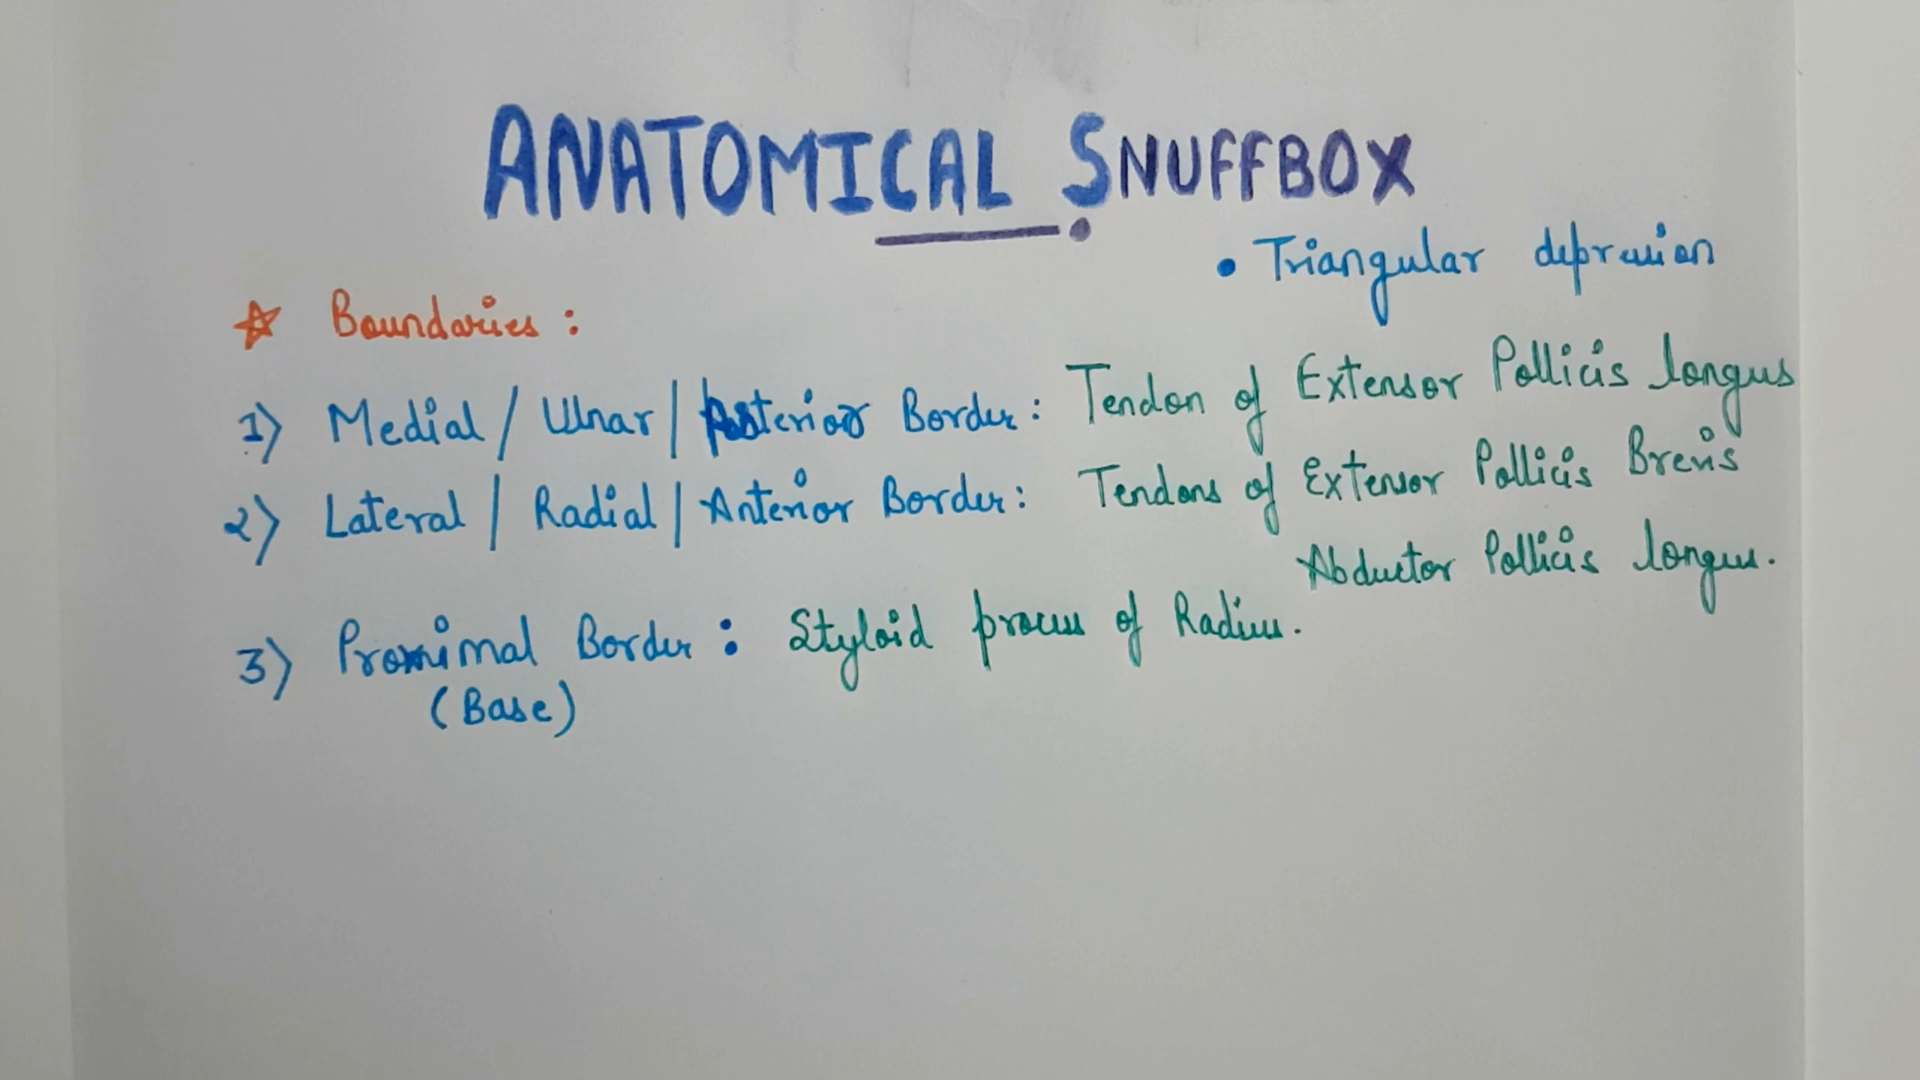 ANATOMICAL SNUFFBOX
• Triangular depression
☆ Boundaries :
1) Medial / Ulnar / Posterior Border : Tendon of Extensor Pollicis longus
2) Lateral / Radial / Anterior Border : Tendons of Extensor Pollicis Brevis
Abductor Pollicis longus.
3) Proximal Border : Styloid process of Radius.
(Base)